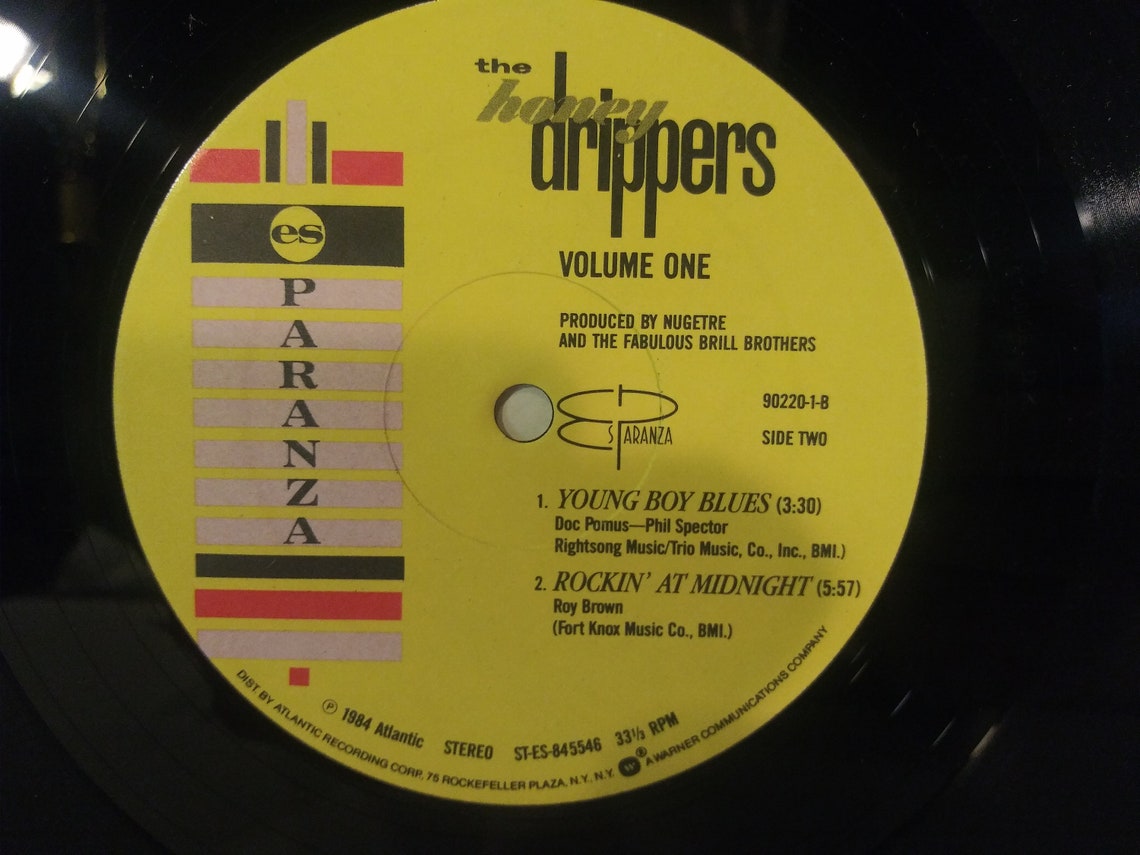 the
honey
drippers
VOLUME ONE
PRODUCED BY NUGETRE
AND THE FABULOUS BRILL BROTHERS
es
P
A
R
A
N
Z
A
ES PARANZA
90220-1-B
SIDE TWO
1. YOUNG BOY BLUES (3:30)
Doc Pomus—Phil Spector
Rightsong Music/Trio Music, Co., Inc., BMI.)
2. ROCKIN' AT MIDNIGHT (5:57)
Roy Brown
(Fort Knox Music Co., BMI.)
℗ 1984 Atlantic STEREO ST-ES-845546 33⅓ RPM
DIST. BY ATLANTIC RECORDING CORP. 75 ROCKEFELLER PLAZA, N.Y., N.Y. W ® A WARNER COMMUNICATIONS COMPANY